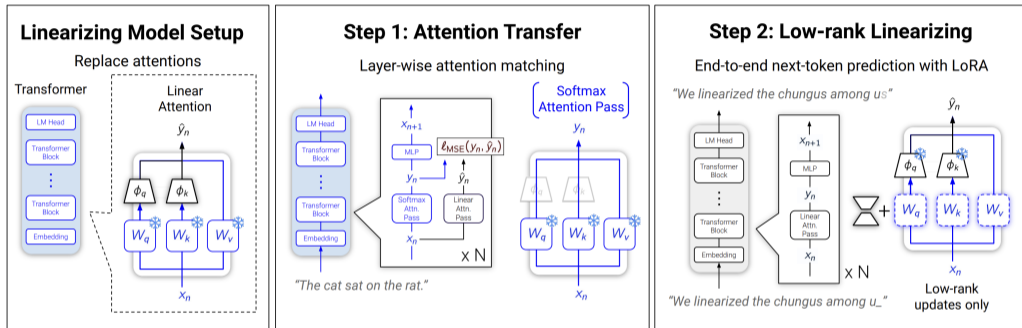 Linearizing Model Setup
Replace attentions
Transformer
LM Head
Transformer
Block
Transformer
Block
Embedding
Linear
Attention
ŷₙ
ϕq
ϕk
Wq
Wk
Wv
xₙ
Step 1: Attention Transfer
Layer-wise attention matching
LM Head
Transformer
Block
Transformer
Block
Embedding
"The cat sat on the rat."
xₙ₊₁
MLP
ℓMSE(yₙ, ŷₙ)
yₙ
ŷₙ
Softmax
Attn.
Pass
Linear
Attn.
Pass
xₙ
x N
Softmax
Attention Pass
yₙ
ϕq
ϕk
Wq
Wk
Wv
xₙ
Step 2: Low-rank Linearizing
End-to-end next-token prediction with LoRA
"We linearized the chungus among us"
LM Head
Transformer
Block
Transformer
Block
Embedding
"We linearized the chungus among u_"
xₙ₊₁
MLP
yₙ
Linear
Attn.
Pass
xₙ
x N
ŷₙ
ϕq
ϕk
+
Wq
Wk
Wv
xₙ
Low-rank
updates only